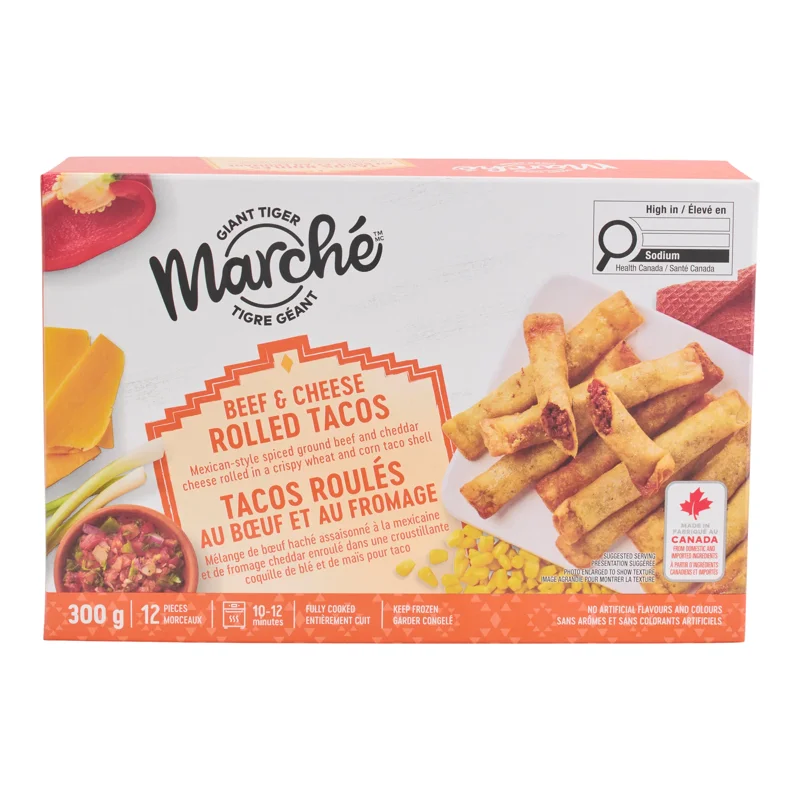 GIANT TIGER
Marché
TM
MC
TIGRE GÉANT
High in / Élevé en
Sodium
Health Canada / Santé Canada
BEEF & CHEESE
ROLLED TACOS
Mexican-style spiced ground beef and cheddar
cheese rolled in a crispy wheat and corn taco shell
TACOS ROULÉS
AU BŒUF ET AU FROMAGE
Mélange de bœuf haché assaisonné à la mexicaine
et de fromage cheddar enroulé dans une croustillante
coquille de blé et de maïs pour taco
MADE IN
FABRIQUÉ AU
CANADA
FROM DOMESTIC AND
IMPORTED INGREDIENTS
À PARTIR D'INGRÉDIENTS
CANADIENS ET IMPORTÉS
SUGGESTED SERVING
PRÉSENTATION SUGGÉRÉE
PHOTO ENLARGED TO SHOW TEXTURE
IMAGE AGRANDIE POUR MONTRER LA TEXTURE
300 g
12 PIECES
MORCEAUX
10-12
minutes
FULLY COOKED
ENTIÈREMENT CUIT
KEEP FROZEN
GARDER CONGELÉ
NO ARTIFICIAL FLAVOURS AND COLOURS
SANS ARÔMES ET SANS COLORANTS ARTIFICIELS